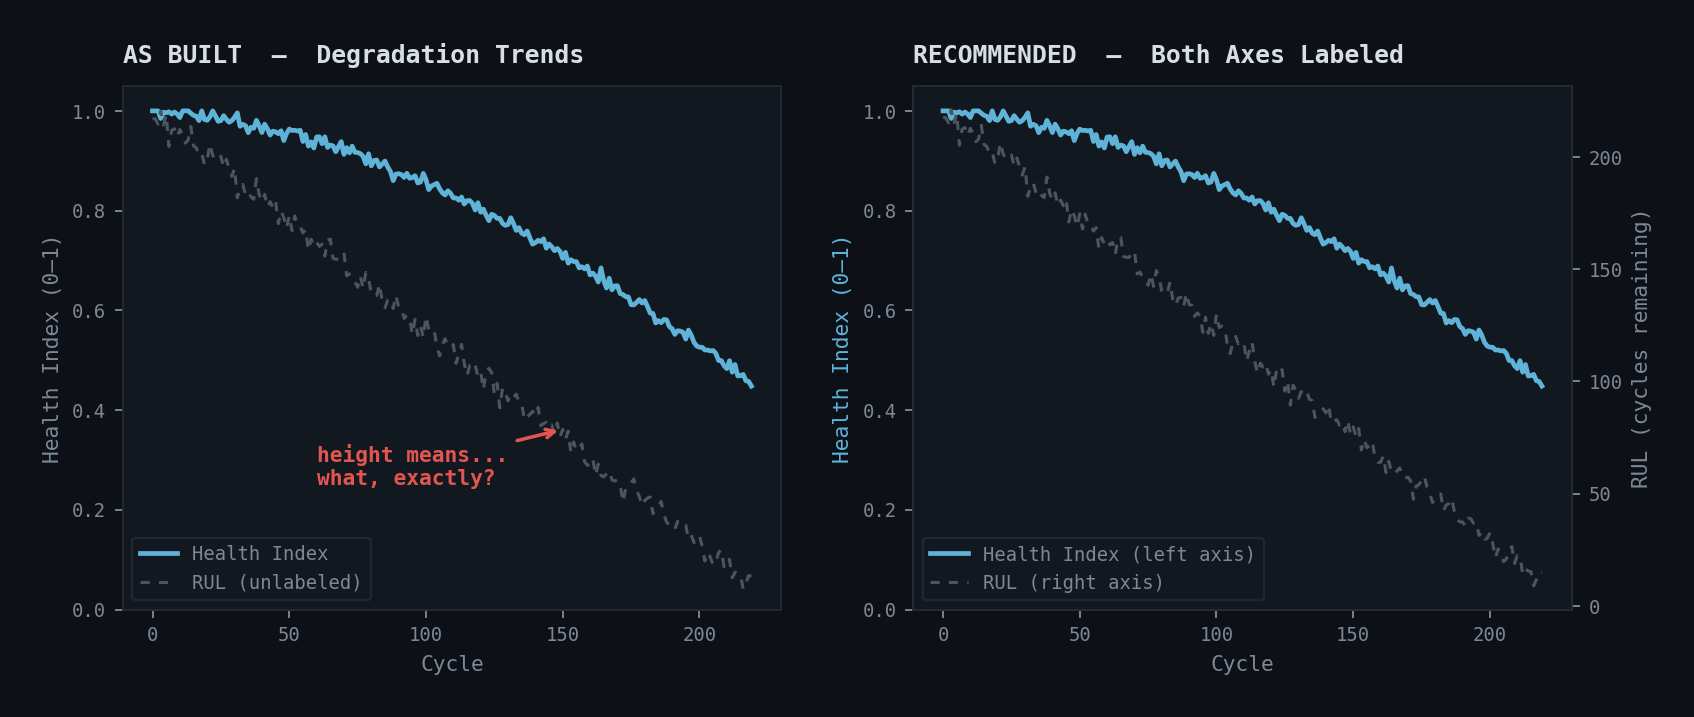 AS BUILT — Degradation Trends
Health Index (0–1)
1.0
0.8
0.6
0.4
0.2
0.0
height means...
what, exactly?
Health Index
RUL (unlabeled)
0
50
100
150
200
Cycle
RECOMMENDED — Both Axes Labeled
Health Index (0–1)
1.0
0.8
0.6
0.4
0.2
0.0
Health Index (left axis)
RUL (right axis)
0
50
100
150
200
Cycle
200
150
100
50
0
RUL (cycles remaining)